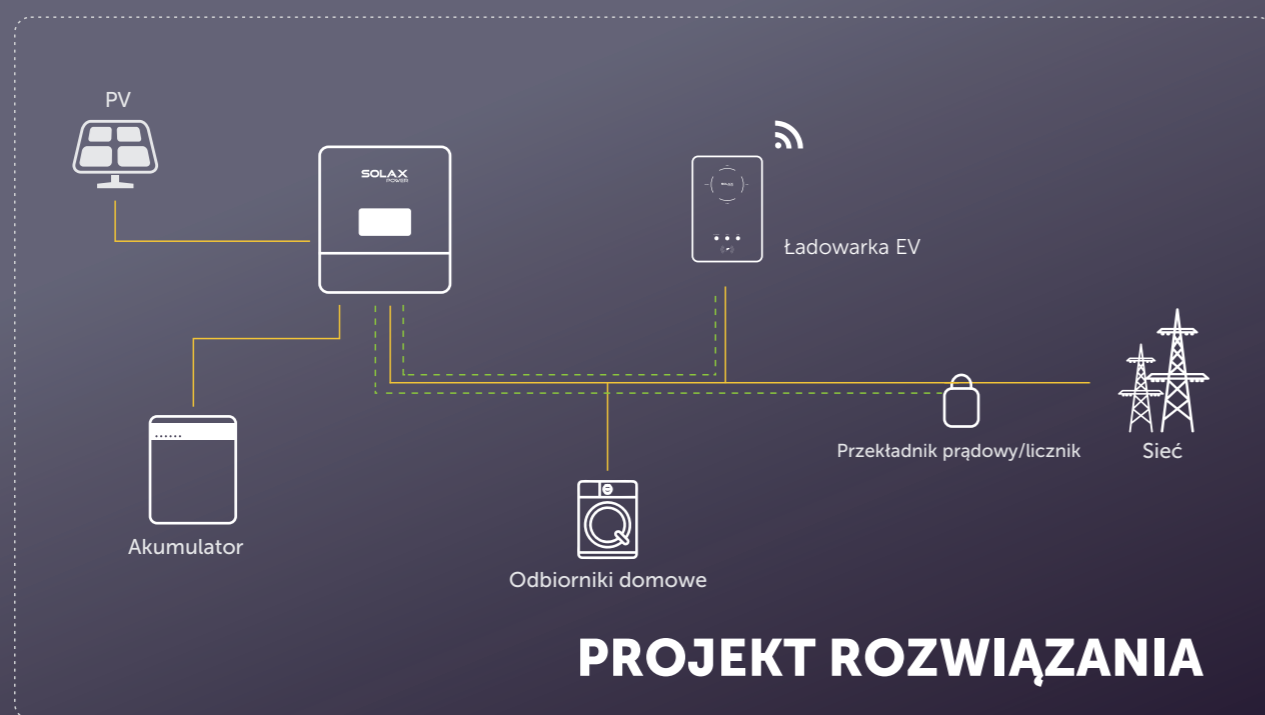 PV
SOLAX
POWER
Ładowarka EV
Przekładnik prądowy/licznik
Sieć
Akumulator
Odbiorniki domowe
PROJEKT ROZWIĄZANIA